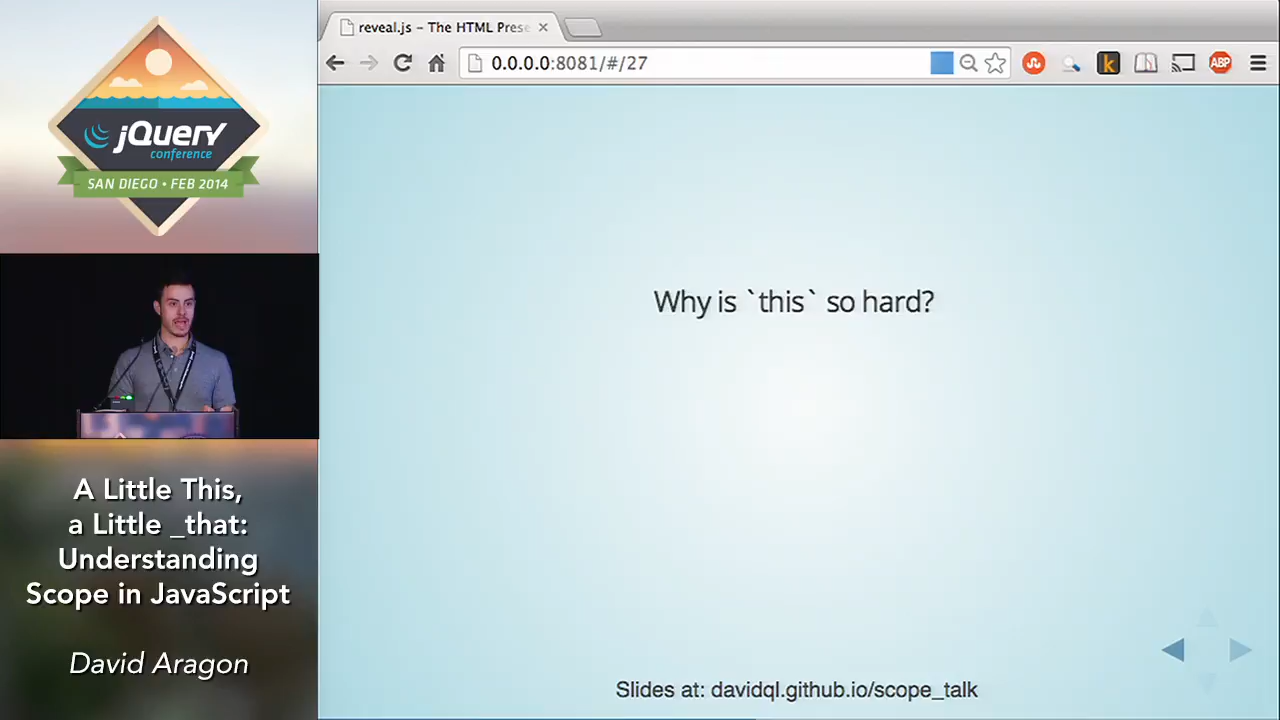 jQuery
conference
SAN DIEGO • FEB 2014
A Little This,
a Little _that:
Understanding
Scope in JavaScript
David Aragon
reveal.js – The HTML Prese
0.0.0.0:8081/#/27
k
ABP
Why is `this` so hard?
Slides at: davidql.github.io/scope_talk